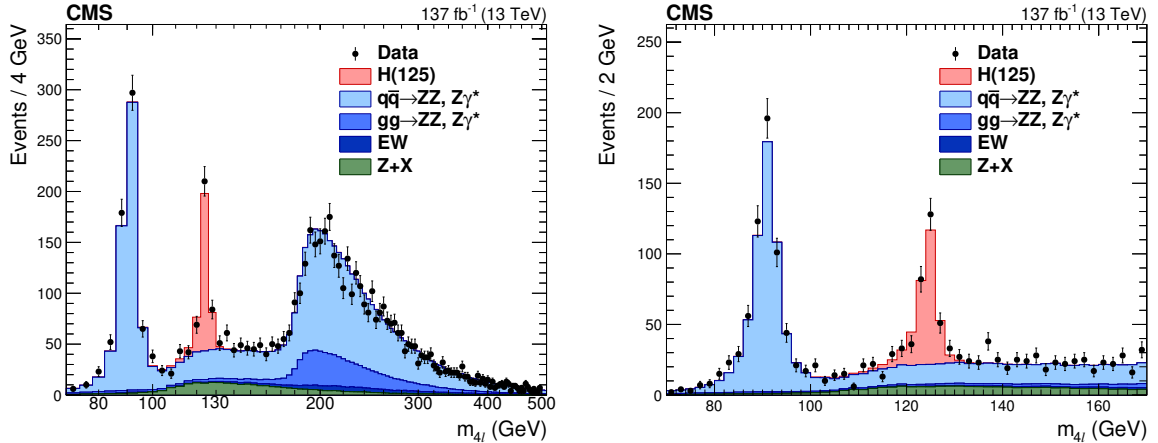 CMS 137 fb⁻¹ (13 TeV)
Events / 4 GeV
350
300
250
200
150
100
50
0
Data
H(125)
qq̅→ZZ, Zγ*
gg→ZZ, Zγ*
EW
Z+X
80 100 130 200 300 400 500
m4l (GeV)
CMS 137 fb⁻¹ (13 TeV)
Events / 2 GeV
250
200
150
100
50
0
Data
H(125)
qq̅→ZZ, Zγ*
gg→ZZ, Zγ*
EW
Z+X
80 100 120 140 160
m4l (GeV)